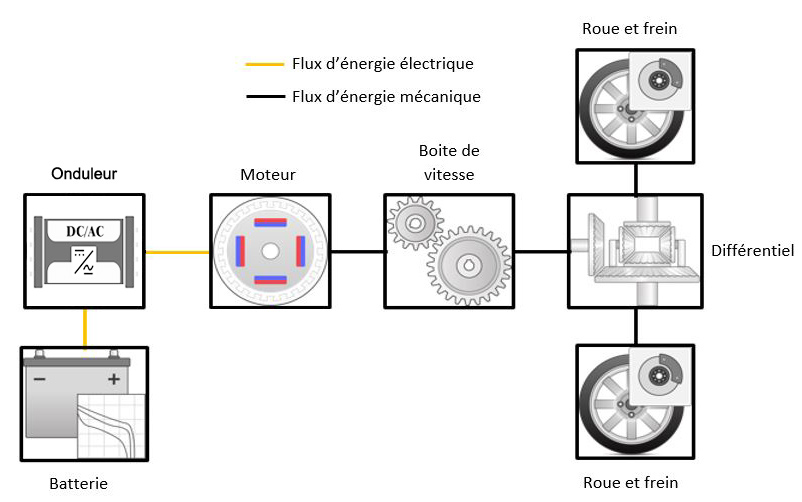 Roue et frein
Flux d’énergie électrique
Flux d’énergie mécanique
Onduleur
Moteur
Boite de
vitesse
DC/AC
Différentiel
Batterie
Roue et frein